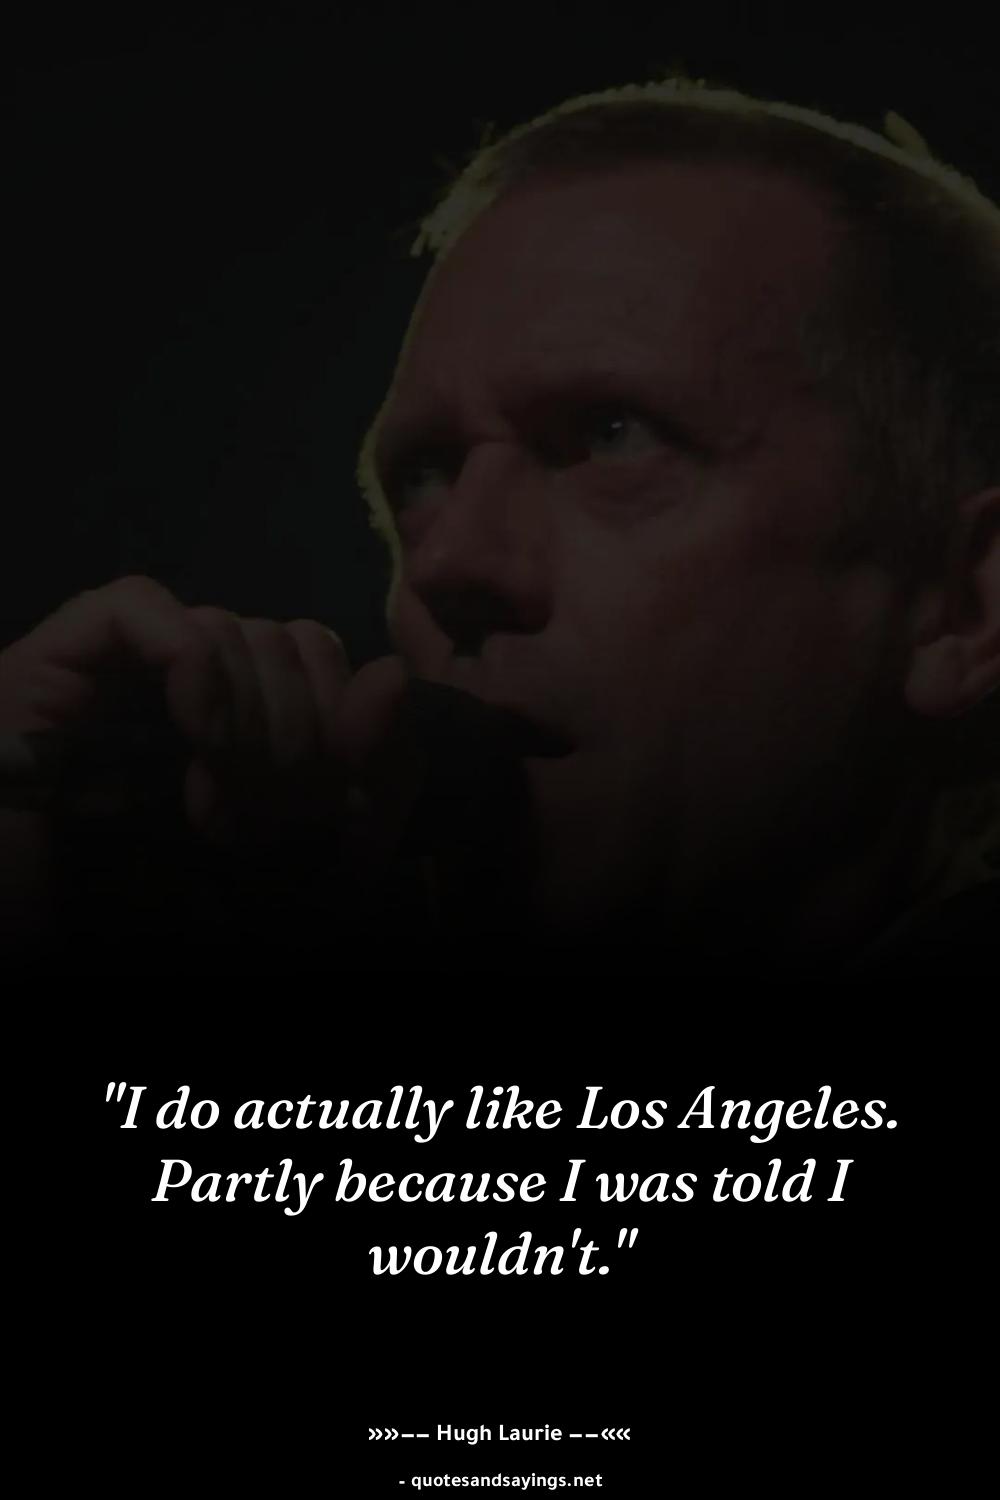 "I do actually like Los Angeles.
Partly because I was told I
wouldn't."
»»–– Hugh Laurie ––««
- quotesandsayings.net